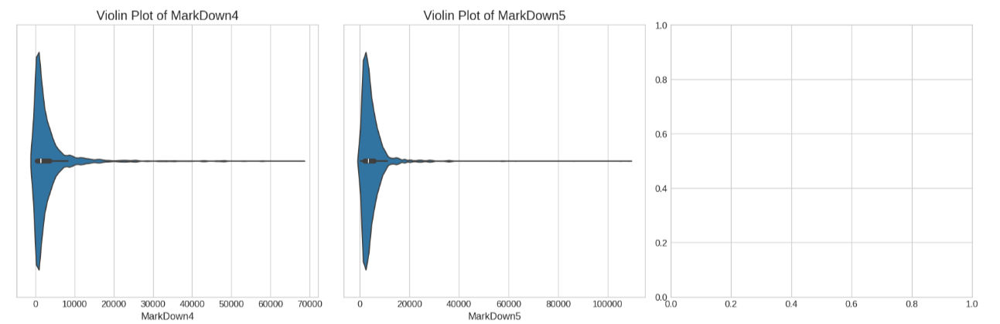 Violin Plot of MarkDown4
0 10000 20000 30000 40000 50000 60000 70000
MarkDown4
Violin Plot of MarkDown5
0 20000 40000 60000 80000 100000
MarkDown5
1.0
0.8
0.6
0.4
0.2
0.0
0.0 0.2 0.4 0.6 0.8 1.0